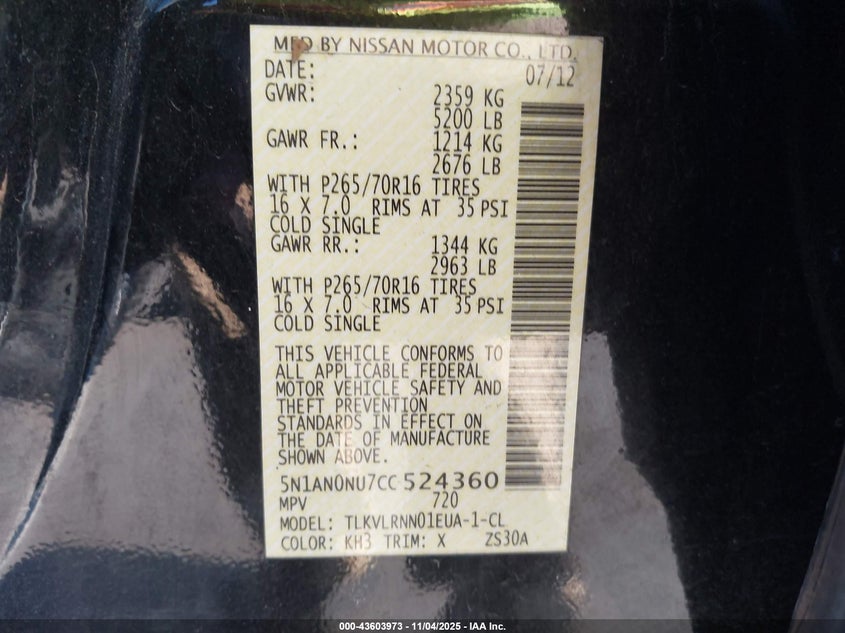 MFD BY NISSAN MOTOR CO., LTD.
DATE: 07/12
GVWR: 2359 KG
5200 LB
GAWR FR.: 1214 KG
2676 LB
WITH P265/70R16 TIRES
16 X 7.0 RIMS AT 35 PSI
COLD SINGLE
GAWR RR.: 1344 KG
2963 LB
WITH P265/70R16 TIRES
16 X 7.0 RIMS AT 35 PSI
COLD SINGLE
THIS VEHICLE CONFORMS TO
ALL APPLICABLE FEDERAL
MOTOR VEHICLE SAFETY AND
THEFT PREVENTION
STANDARDS IN EFFECT ON
THE DATE OF MANUFACTURE
SHOWN ABOVE.
5N1AN0NU7CC524360
MPV 720
MODEL: TLKVLRNN01EUA-1-CL
COLOR: KH3 TRIM: X ZS30A
000-43603973 - 11/04/2025 - IAA Inc.